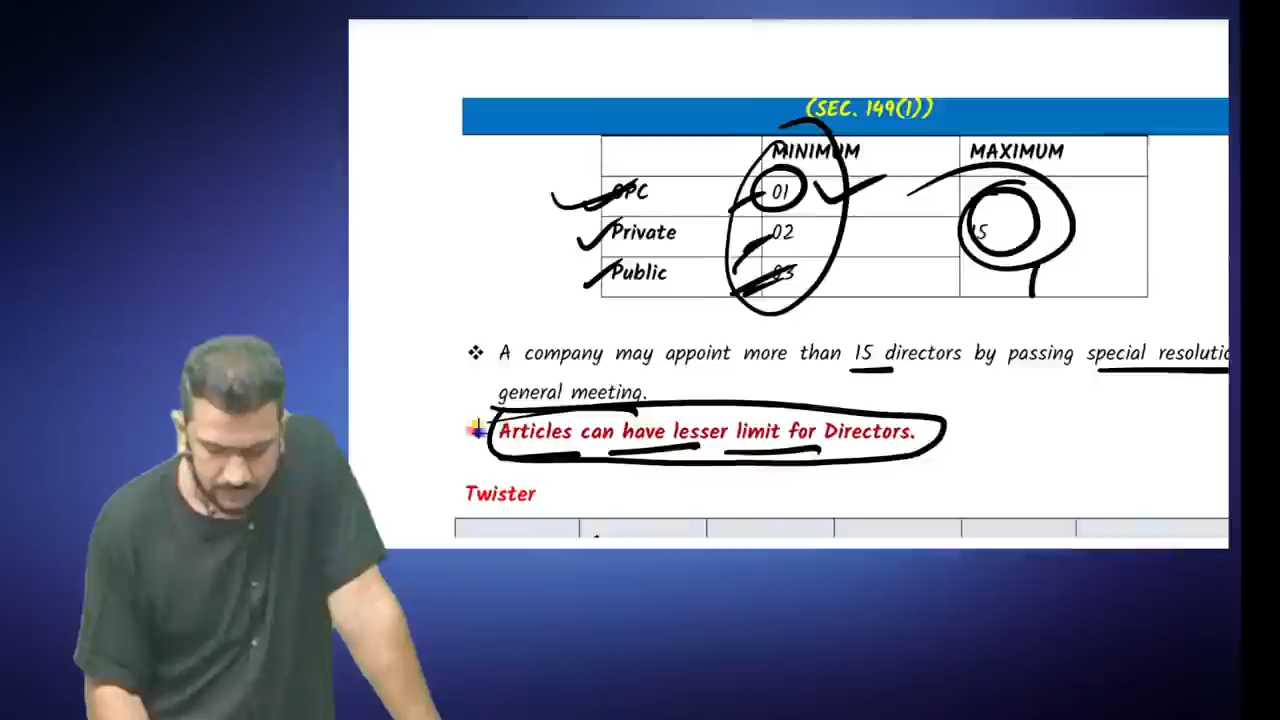 (SEC. 149(1))
MINIMUM MAXIMUM
OPC 01
Private 02 15
Public 03
❖ A company may appoint more than 15 directors by passing special
general meeting.
Articles can have lesser limit for Directors.
Twister